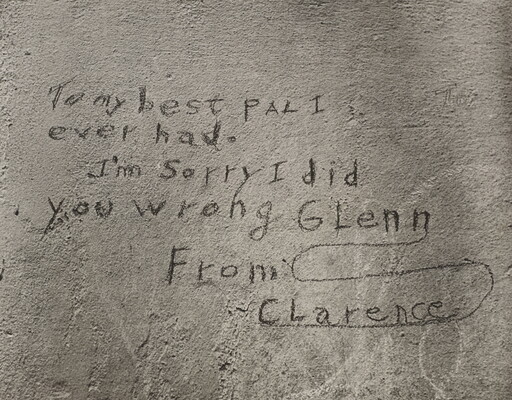 To my best PAL I
ever had.
I'm Sorry I did
you wrong GLenn
From
CLarence